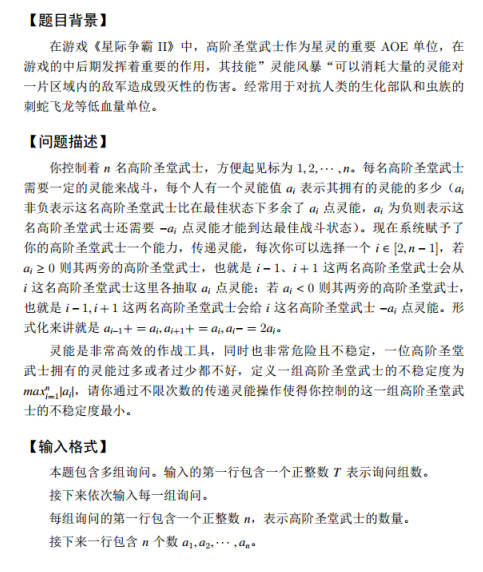 【题目背景】
在游戏《星际争霸 II》中，高阶圣堂武士作为星灵的重要 AOE 单位，在
游戏的中后期发挥着重要的作用，其技能”灵能风暴“可以消耗大量的灵能对
一片区域内的敌军造成毁灭性的伤害。经常用于对抗人类的生化部队和虫族的
刺蛇飞龙等低血量单位。
【问题描述】
你控制着 n 名高阶圣堂武士，方便起见标为 1, 2, ⋯ , n。每名高阶圣堂武士
需要一定的灵能来战斗，每个人有一个灵能值 aᵢ 表示其拥有的灵能的多少（aᵢ
非负表示这名高阶圣堂武士比在最佳状态下多余了 aᵢ 点灵能，aᵢ 为负则表示这
名高阶圣堂武士还需要 −aᵢ 点灵能才能到达最佳战斗状态）。现在系统赋予了
你的高阶圣堂武士一个能力，传递灵能，每次你可以选择一个 i ∈ [2, n − 1]，若
aᵢ ≥ 0 则其两旁的高阶圣堂武士，也就是 i − 1、i + 1 这两名高阶圣堂武士会从
i 这名高阶圣堂武士这里各抽取 aᵢ 点灵能；若 aᵢ < 0 则其两旁的高阶圣堂武士，
也就是 i − 1, i + 1 这两名高阶圣堂武士会给 i 这名高阶圣堂武士 −aᵢ 点灵能。形
式化来讲就是 aᵢ₋₁+ = aᵢ, aᵢ₊₁+ = aᵢ, aᵢ− = 2aᵢ。
灵能是非常高效的作战工具，同时也非常危险且不稳定，一位高阶圣堂
武士拥有的灵能过多或者过少都不好，定义一组高阶圣堂武士的不稳定度为
maxⁿᵢ₌₁|aᵢ|，请你通过不限次数的传递灵能操作使得你控制的这一组高阶圣堂武
士的不稳定度最小。
【输入格式】
本题包含多组询问。输入的第一行包含一个正整数 T 表示询问组数。
接下来依次输入每一组询问。
每组询问的第一行包含一个正整数 n，表示高阶圣堂武士的数量。
接下来一行包含 n 个数 a₁, a₂, ⋯ , aₙ。